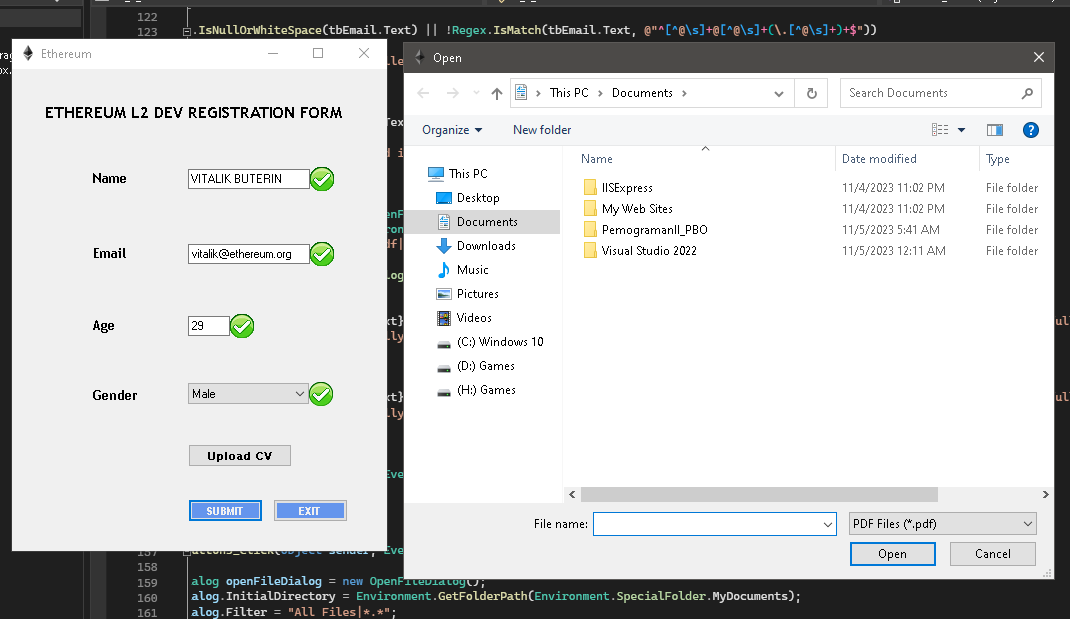 122
123
.IsNullOrWhiteSpace(tbEmail.Text) || !Regex.IsMatch(tbEmail.Text, @"^[^@\s]+@[^@\s]+(\.[^@\s]+)+$"))
Ethereum
ETHEREUM L2 DEV REGISTRATION FORM
Name
VITALIK BUTERIN
Email
vitalik@ethereum.org
Age
29
Gender
Male
Upload CV
SUBMIT
EXIT
Open
This PC
Documents
Search Documents
Organize
New folder
This PC
Desktop
Documents
Downloads
Music
Pictures
Videos
(C:) Windows 10
(D:) Games
(H:) Games
Name
Date modified
Type
IISExpress
11/4/2023 11:02 PM
File folder
My Web Sites
11/4/2023 11:02 PM
File folder
PemogramanII_PBO
11/5/2023 5:41 AM
File folder
Visual Studio 2022
11/5/2023 12:11 AM
File folder
File name:
PDF Files (*.pdf)
Open
Cancel
158
159
alog openFileDialog = new OpenFileDialog();
160
alog.InitialDirectory = Environment.GetFolderPath(Environment.SpecialFolder.MyDocuments);
161
alog.Filter = "All Files|*.*";